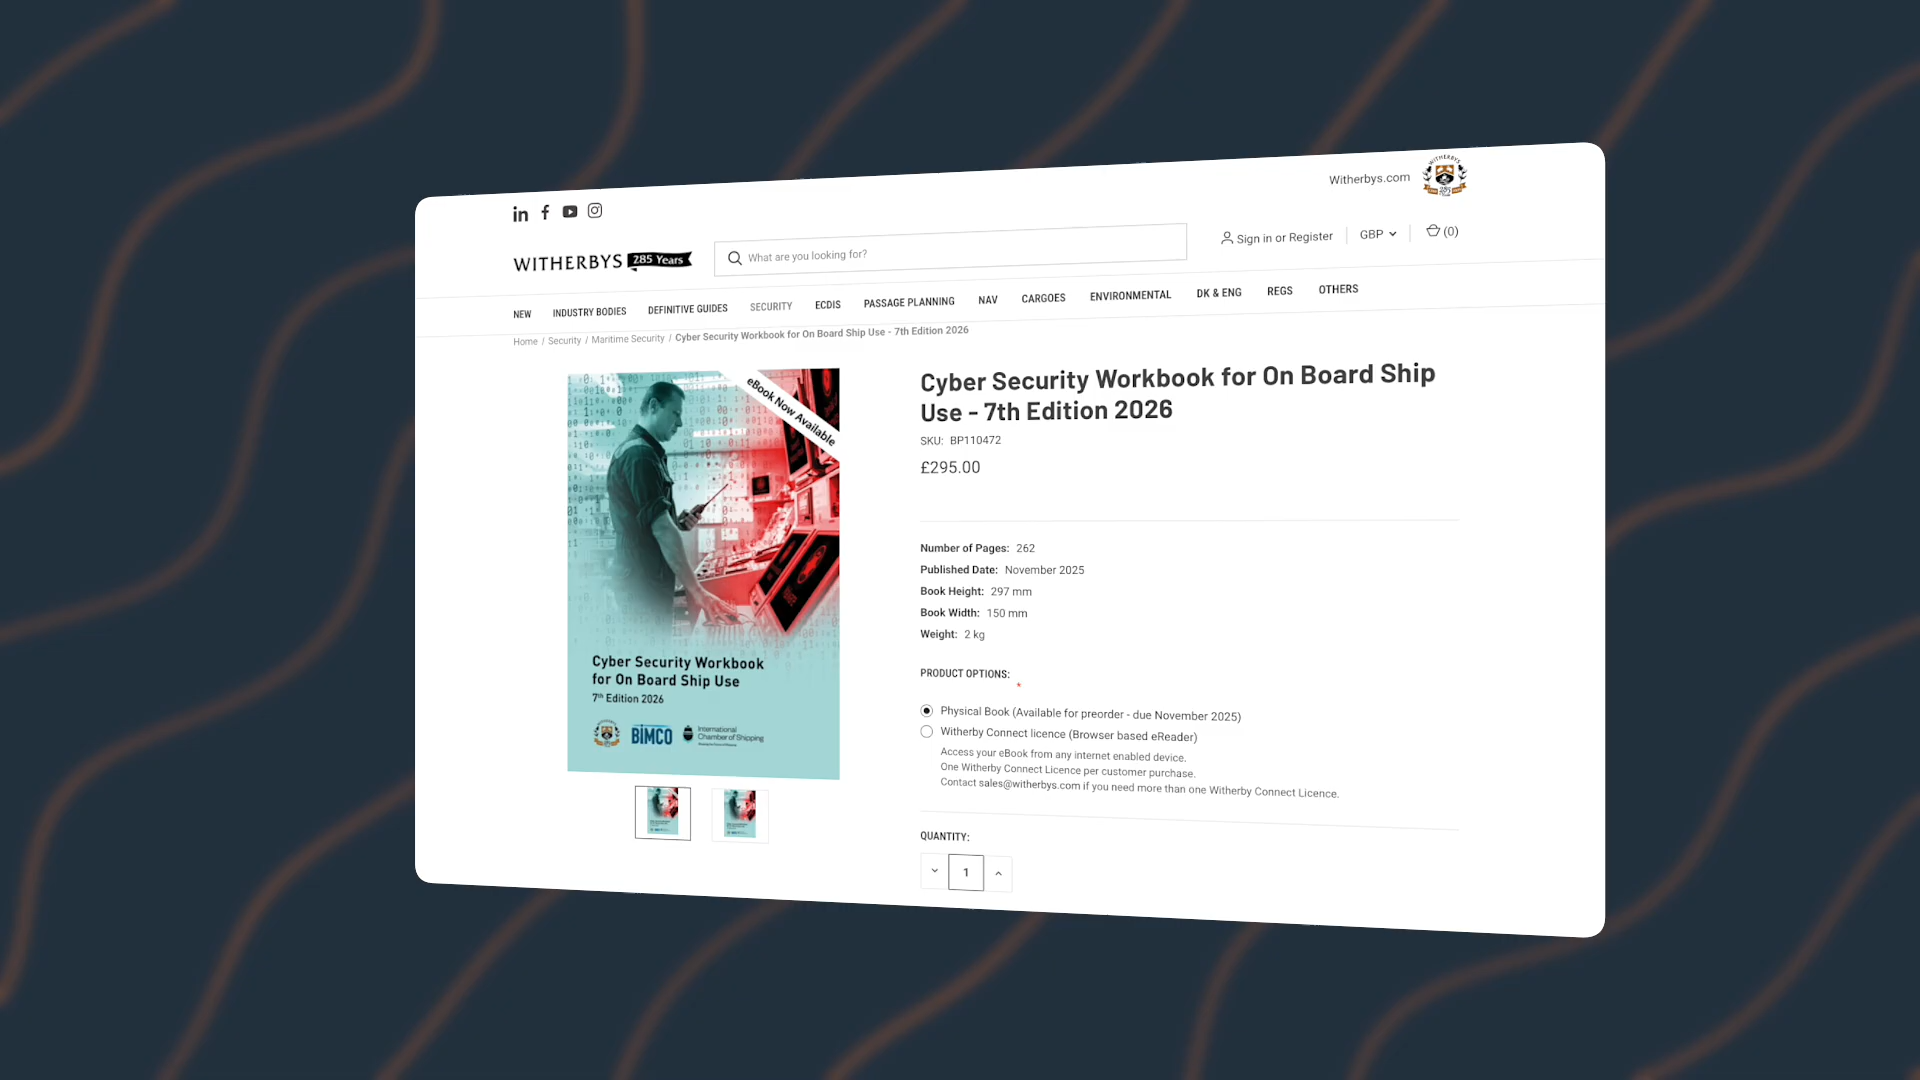 Witherbys.com
WITHERBYS 285 Years
What are you looking for?
Sign in or Register
GBP
(0)
NEW INDUSTRY BODIES DEFINITIVE GUIDES SECURITY ECDIS PASSAGE PLANNING NAV CARGOES ENVIRONMENTAL DK & ENG REGS OTHERS
Home / Security / Maritime Security / Cyber Security Workbook for On Board Ship Use - 7th Edition 2026
eBook Now Available
Cyber Security Workbook
for On Board Ship Use
7th Edition 2026
BIMCO
International
Chamber of Shipping
Cyber Security Workbook for On Board Ship
Use - 7th Edition 2026
SKU: BP110472
£295.00
Number of Pages: 262
Published Date: November 2025
Book Height: 297 mm
Book Width: 150 mm
Weight: 2 kg
PRODUCT OPTIONS:
*
Physical Book (Available for preorder - due November 2025)
Witherby Connect licence (Browser based eReader)
Access your eBook from any internet enabled device.
One Witherby Connect Licence per customer purchase.
Contact sales@witherbys.com if you need more than one Witherby Connect Licence.
QUANTITY:
1